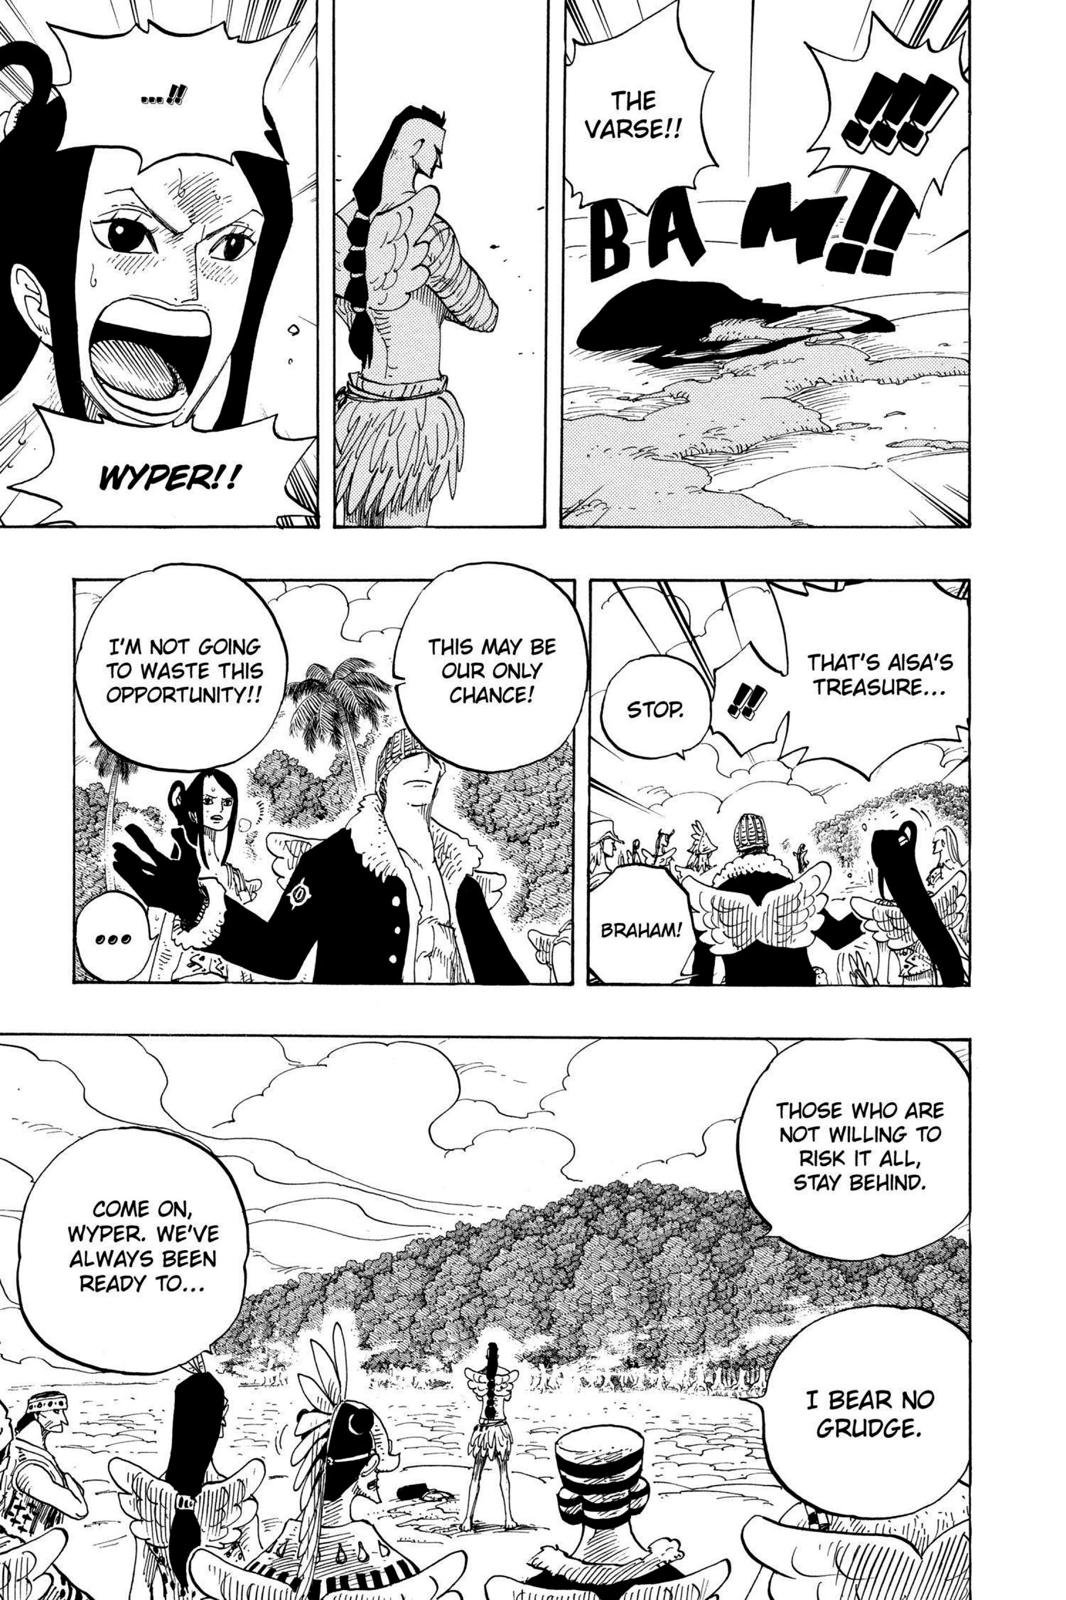 !!!
THE
VARSE!!
BAM!!
...!!
WYPER!!
THAT'S AISA'S
TREASURE...
!!
STOP.
BRAHAM!
THIS MAY BE
OUR ONLY
CHANCE!
I'M NOT GOING
TO WASTE THIS
OPPORTUNITY!!
...
THOSE WHO ARE
NOT WILLING TO
RISK IT ALL,
STAY BEHIND.
I BEAR NO
GRUDGE.
COME ON,
WYPER. WE'VE
ALWAYS BEEN
READY TO...